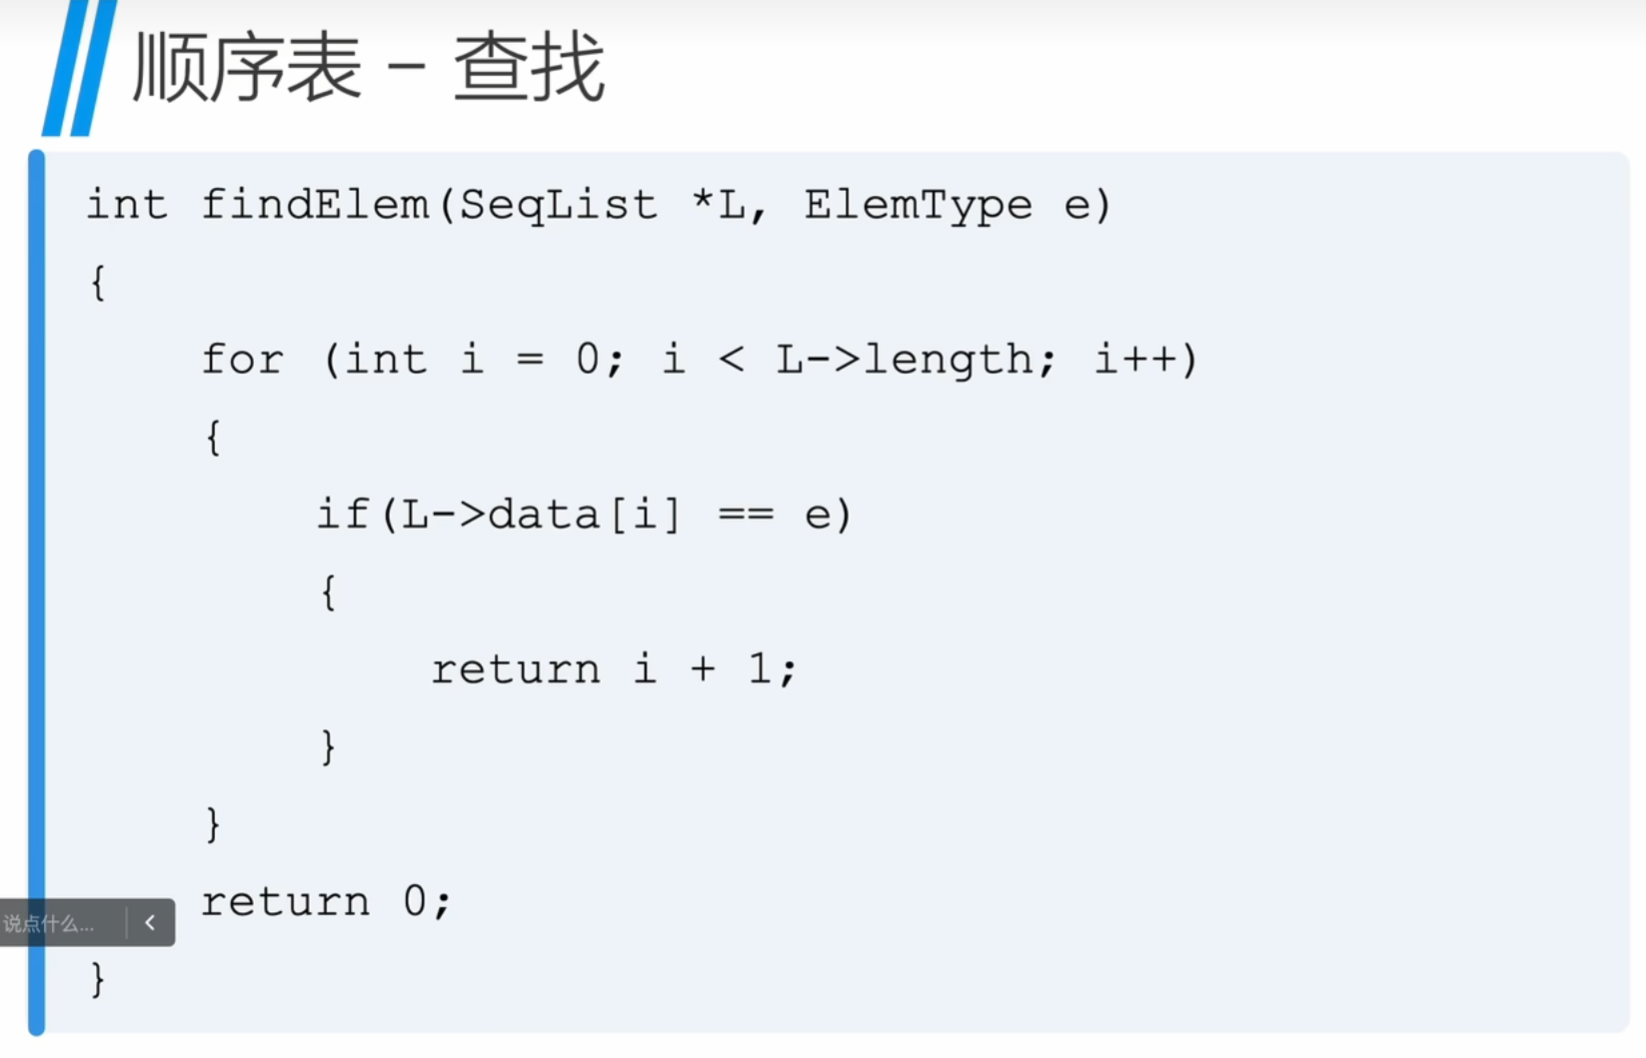 顺序表 - 查找
int findElem(SeqList *L, ElemType e)
{
    for (int i = 0; i < L->length; i++)
    {
        if(L->data[i] == e)
        {
            return i + 1;
        }
    }
    return 0;
说点什么...
}